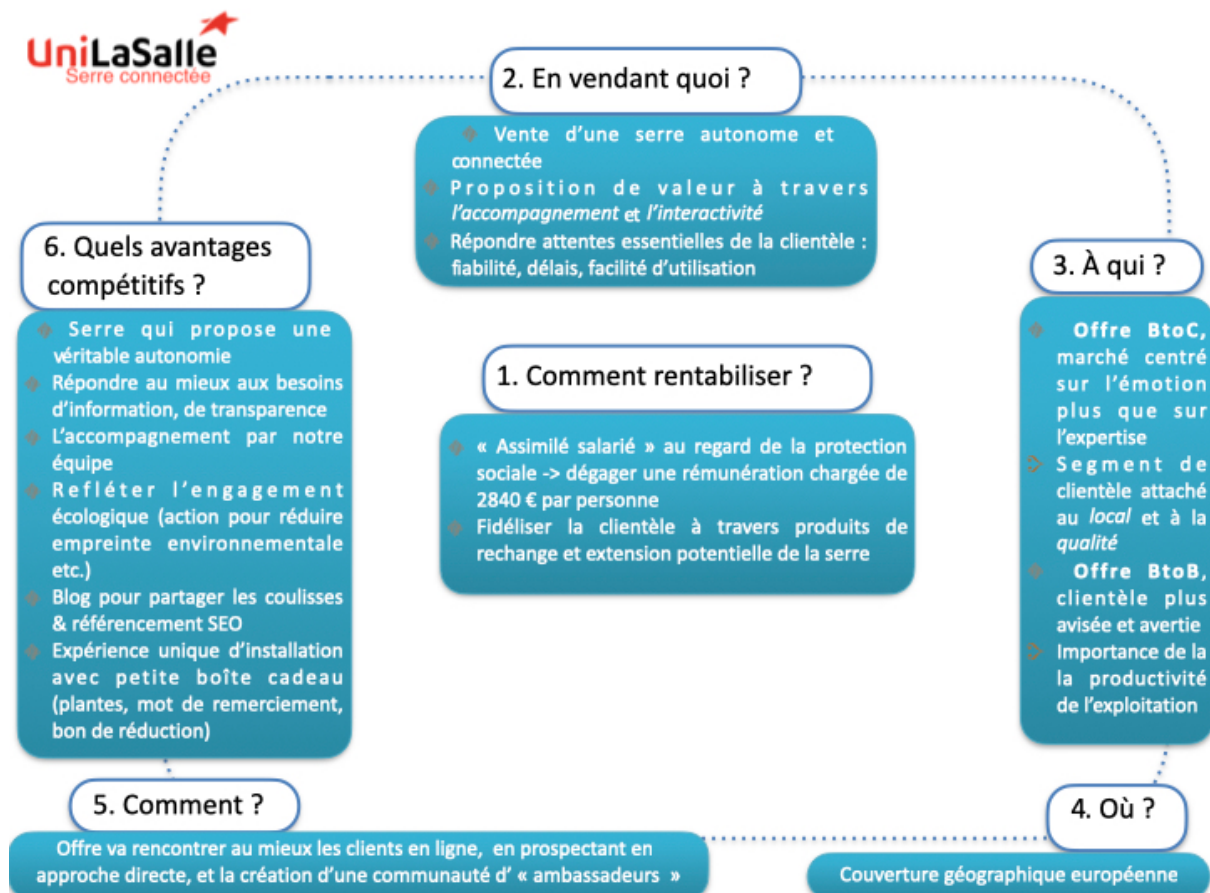 UniLaSalle
Serre connectée
2. En vendant quoi ?
Vente d'une serre autonome et
connectée
Proposition de valeur à travers
l'accompagnement et l'interactivité
Répondre attentes essentielles de la clientèle :
fiabilité, délais, facilité d'utilisation
6. Quels avantages
compétitifs ?
Serre qui propose une
véritable autonomie
Répondre au mieux aux besoins
d'information, de transparence
L'accompagnement par notre
équipe
Refléter l'engagement
écologique (action pour réduire
empreinte environnementale
etc.)
Blog pour partager les coulisses
& référencement SEO
Expérience unique d'installation
avec petite boîte cadeau
(plantes, mot de remerciement,
bon de réduction)
1. Comment rentabiliser ?
« Assimilé salarié » au regard de la protection
sociale -> dégager une rémunération chargée de
2840 € par personne
Fidéliser la clientèle à travers produits de
rechange et extension potentielle de la serre
3. À qui ?
Offre BtoC,
marché centré
sur l'émotion
plus que sur
l'expertise
Segment de
clientèle attaché
au local et à la
qualité
Offre BtoB,
clientèle plus
avisée et avertie
Importance de la
la productivité
de l'exploitation
5. Comment ?
Offre va rencontrer au mieux les clients en ligne, en prospectant en
approche directe, et la création d'une communauté d' « ambassadeurs »
4. Où ?
Couverture géographique européenne